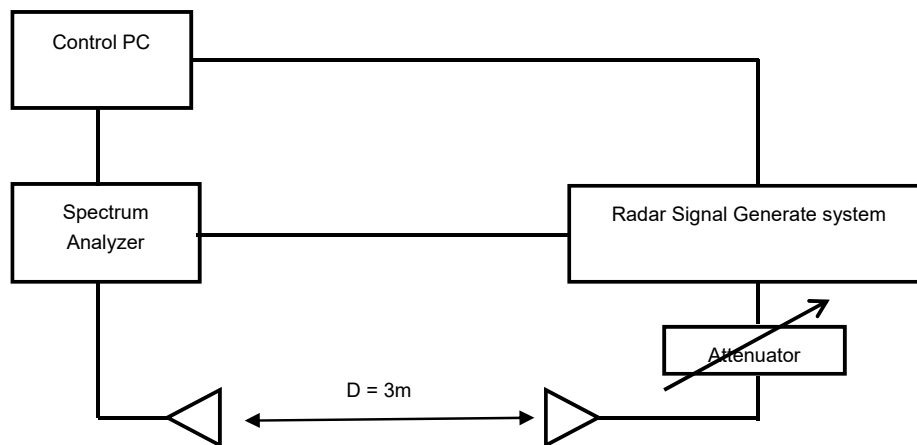 Control PC
Spectrum
Analyzer
Radar Signal Generate system
Attenuator
D = 3m